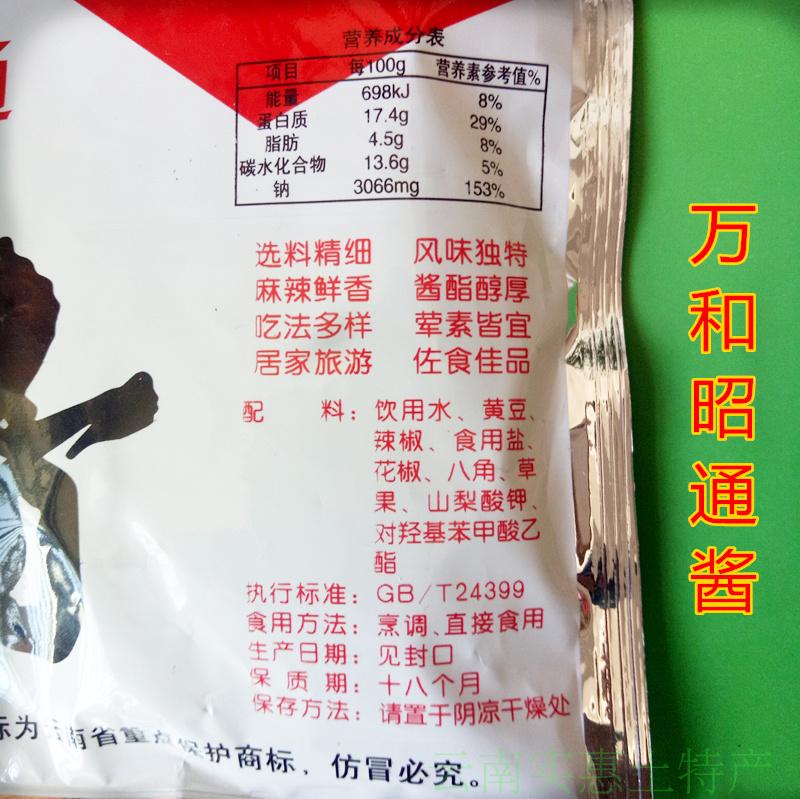 营养成分表
项目 每100g 营养素参考值%
能量 698kJ 8%
蛋白质 17.4g 29%
脂肪 4.5g 8%
碳水化合物 13.6g 5%
钠 3066mg 153%
选料精细 风味独特
麻辣鲜香 酱酯醇厚
吃法多样 荤素皆宜
居家旅游 佐食佳品
配 料：饮用水、黄豆、
辣椒、食用盐、
花椒、八角、草
果、山梨酸钾、
对羟基苯甲酸乙
酯
执行标准：GB/T24399
食用方法：烹调、直接食用
生产日期：见封口
保 质 期：十八个月
保存方法：请置于阴凉干燥处
标为云南省重点保护商标，仿冒必究。
万和昭通酱
云南实惠土特产